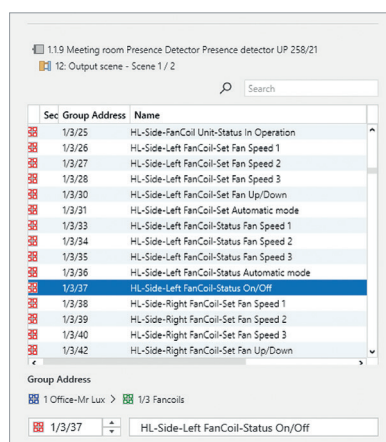 1.1.9 Meeting room Presence Detector Presence detector UP 258/21
12: Output scene - Scene 1 / 2
Search
Sec Group Address Name
1/3/25 HL-Side-FanCoil Unit-Status In Operation
1/3/26 HL-Side-Left FanCoil-Set Fan Speed 1
1/3/27 HL-Side-Left FanCoil-Set Fan Speed 2
1/3/28 HL-Side-Left FanCoil-Set Fan Speed 3
1/3/30 HL-Side-Left FanCoil-Set Fan Up/Down
1/3/31 HL-Side-Left FanCoil-Set Automatic mode
1/3/33 HL-Side-Left FanCoil-Status Fan Speed 1
1/3/34 HL-Side-Left FanCoil-Status Fan Speed 2
1/3/35 HL-Side-Left FanCoil-Status Fan Speed 3
1/3/36 HL-Side-Left FanCoil-Status Automatic mode
1/3/37 HL-Side-Left FanCoil-Status On/Off
1/3/38 HL-Side-Right FanCoil-Set Fan Speed 1
1/3/39 HL-Side-Right FanCoil-Set Fan Speed 2
1/3/40 HL-Side-Right FanCoil-Set Fan Speed 3
1/3/42 HL-Side-Right FanCoil-Set Fan Up/Down
Group Address
1 Office-Mr Lux > 1/3 Fancoils
1/3/37 HL-Side-Left FanCoil-Status On/Off